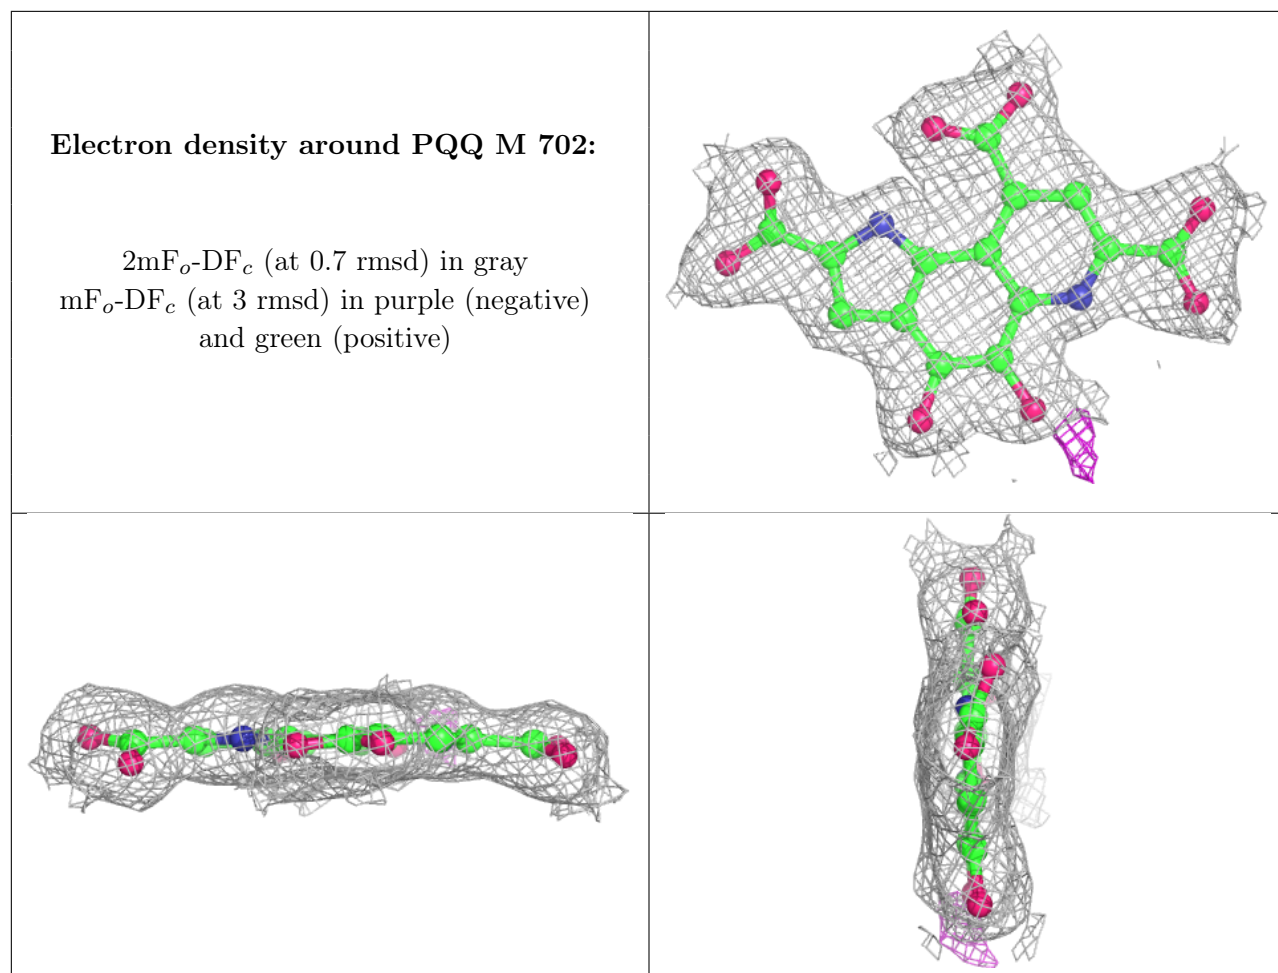 Electron density around PQQ M 702:
2mFo-DFc (at 0.7 rmsd) in gray
mFo-DFc (at 3 rmsd) in purple (negative)
and green (positive)